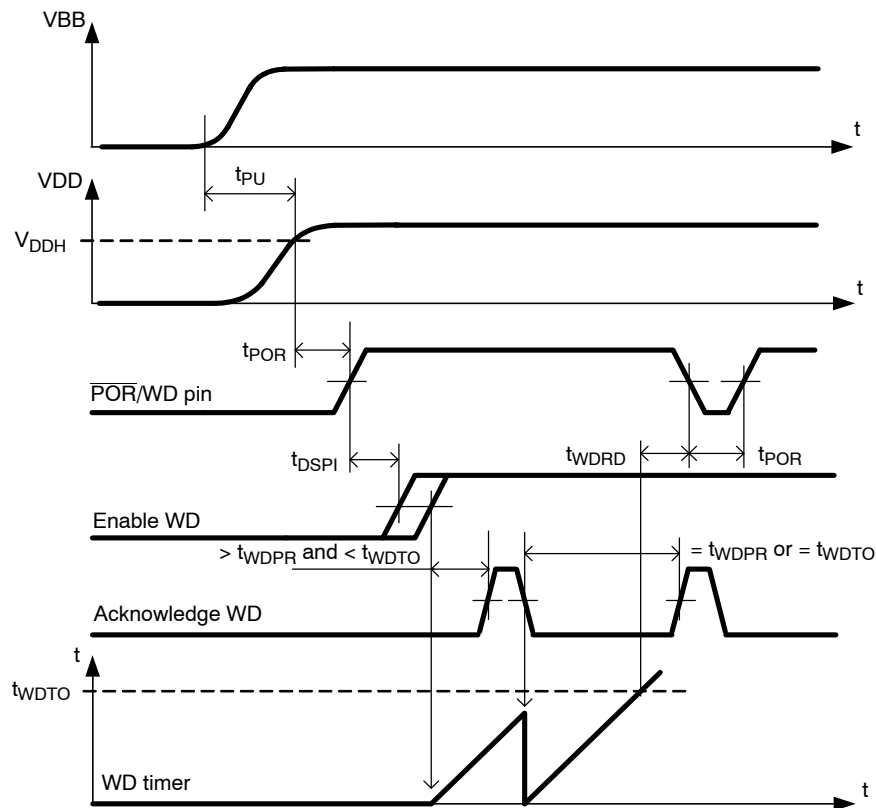 VBB
t
tPU
VDD
VDDH
t
tPOR
POR/WD pin
tDSPI
tWDRD
tPOR
Enable WD
> tWDPR and < tWDTO
= tWDPR or = tWDTO
Acknowledge WD
t
tWDTO
WD timer
t